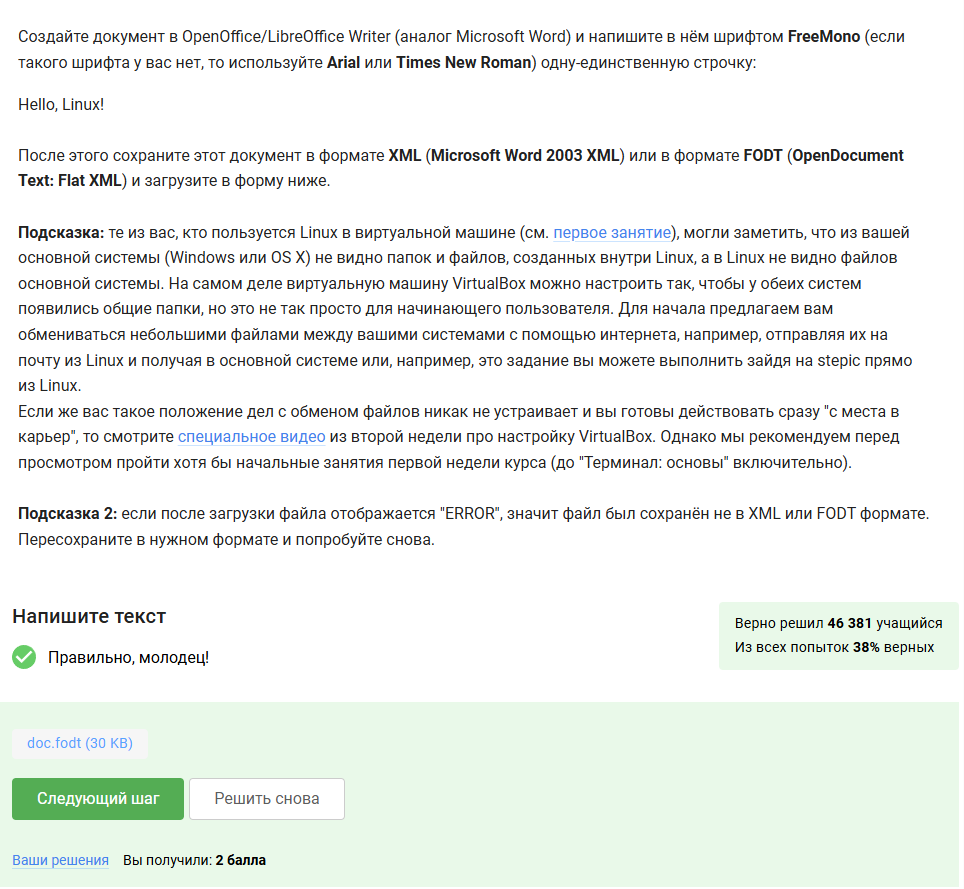 Создайте документ в OpenOffice/LibreOffice Writer (аналог Microsoft Word) и напишите в нём шрифтом FreeMono (если
такого шрифта у вас нет, то используйте Arial или Times New Roman) одну-единственную строчку:
Hello, Linux!
После этого сохраните этот документ в формате XML (Microsoft Word 2003 XML) или в формате FODT (OpenDocument
Text: Flat XML) и загрузите в форму ниже.
Подсказка: те из вас, кто пользуется Linux в виртуальной машине (см. первое занятие), могли заметить, что из вашей
основной системы (Windows или OS X) не видно папок и файлов, созданных внутри Linux, а в Linux не видно файлов
основной системы. На самом деле виртуальную машину VirtualBox можно настроить так, чтобы у обеих систем
появились общие папки, но это не так просто для начинающего пользователя. Для начала предлагаем вам
обмениваться небольшими файлами между вашими системами с помощью интернета, например, отправляя их на
почту из Linux и получая в основной системе или, например, это задание вы можете выполнить зайдя на stepic прямо
из Linux.
Если же вас такое положение дел с обменом файлов никак не устраивает и вы готовы действовать сразу "с места в
карьер", то смотрите специальное видео из второй недели про настройку VirtualBox. Однако мы рекомендуем перед
просмотром пройти хотя бы начальные занятия первой недели курса (до "Терминал: основы" включительно).
Подсказка 2: если после загрузки файла отображается "ERROR", значит файл был сохранён не в XML или FODT формате.
Пересохраните в нужном формате и попробуйте снова.
Напишите текст
Верно решил 46 381 учащийся
Из всех попыток 38% верных
Правильно, молодец!
doc.fodt (30 KB)
Следующий шаг Решить снова
Ваши решения Вы получили: 2 балла